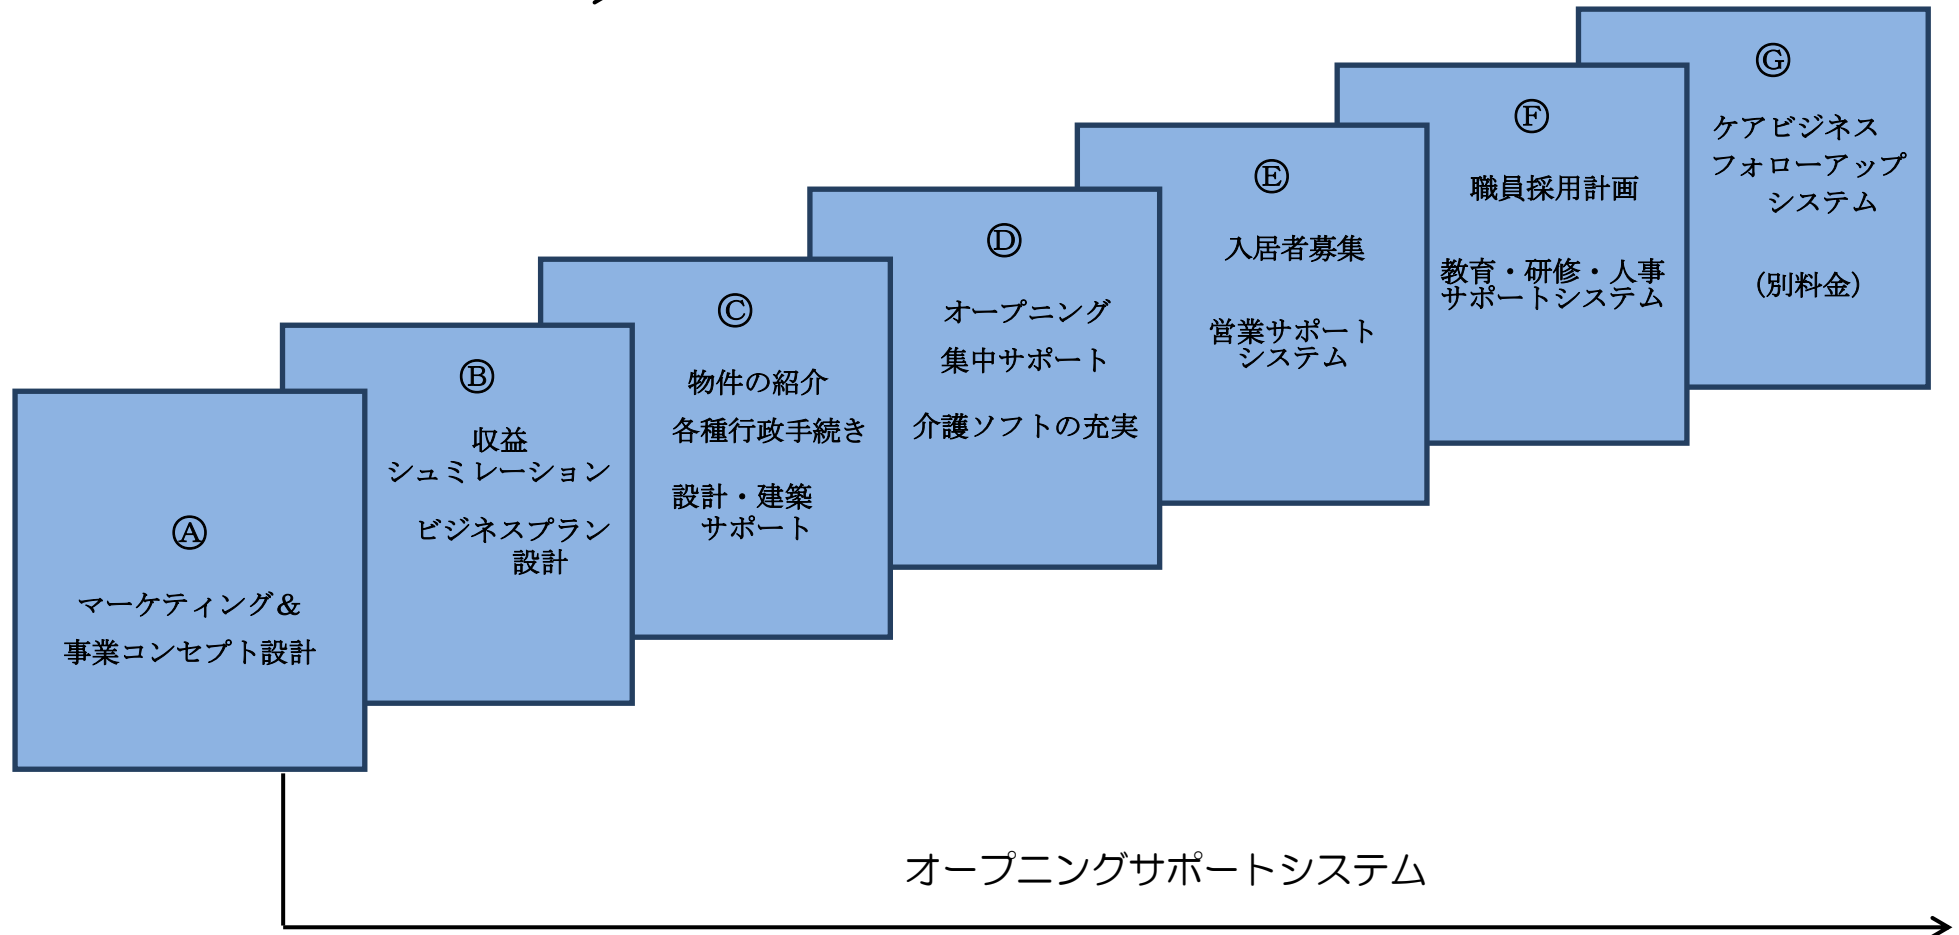 Ⓐ
マーケティング＆
事業コンセプト設計
Ⓑ
収益
シュミレーション
ビジネスプラン
設計
Ⓒ
物件の紹介
各種行政手続き
設計・建築
サポート
Ⓓ
オープニング
集中サポート
介護ソフトの充実
Ⓔ
入居者募集
営業サポート
システム
Ⓕ
職員採用計画
教育・研修・人事
サポートシステム
Ⓖ
ケアビジネス
フォローアップ
システム
（別料金）
オープニングサポートシステム